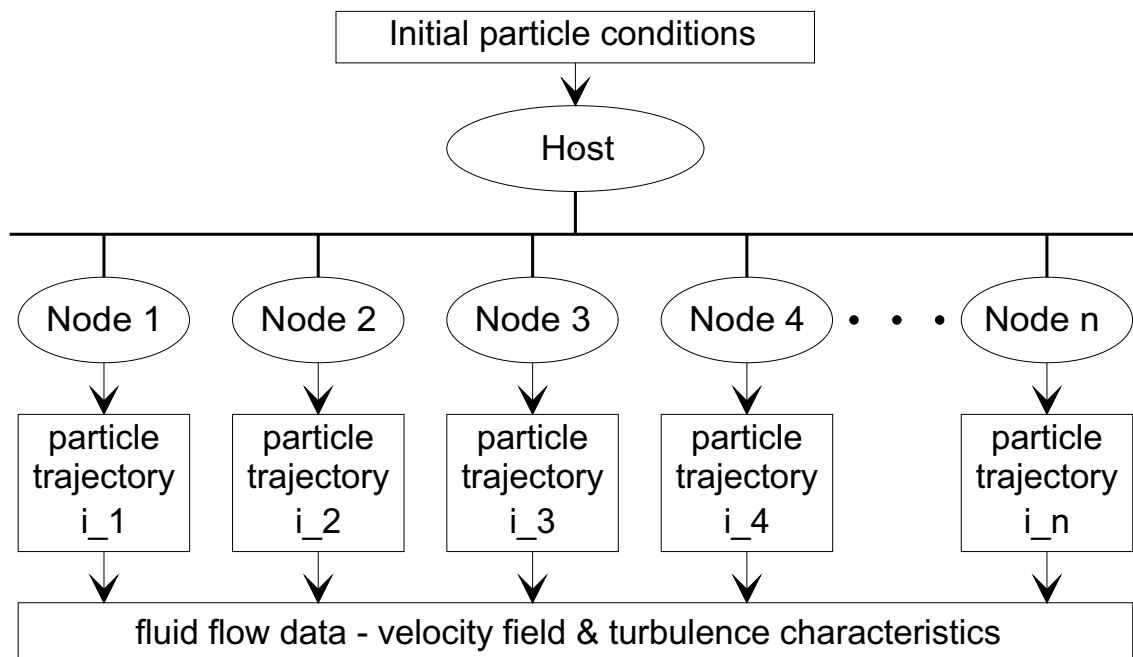 Initial particle conditions
Host
Node 1 Node 2 Node 3 Node 4 • • • Node n
particle particle particle particle particle
trajectory trajectory trajectory trajectory trajectory
i_1 i_2 i_3 i_4 i_n
fluid flow data - velocity field & turbulence characteristics